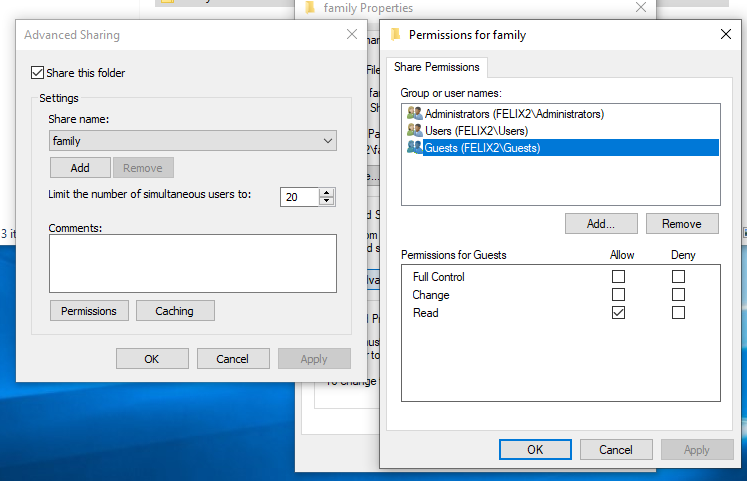 family Properties
Advanced Sharing
Share this folder
Settings
Share name:
family
Add
Remove
Limit the number of simultaneous users to:
20
Comments:
Permissions
Caching
OK
Cancel
Apply
Permissions for family
Share Permissions
Group or user names:
Administrators (FELIX2\Administrators)
Users (FELIX2\Users)
Guests (FELIX2\Guests)
Add...
Remove
Permissions for Guests
Allow
Deny
Full Control
Change
Read
OK
Cancel
Apply
To change